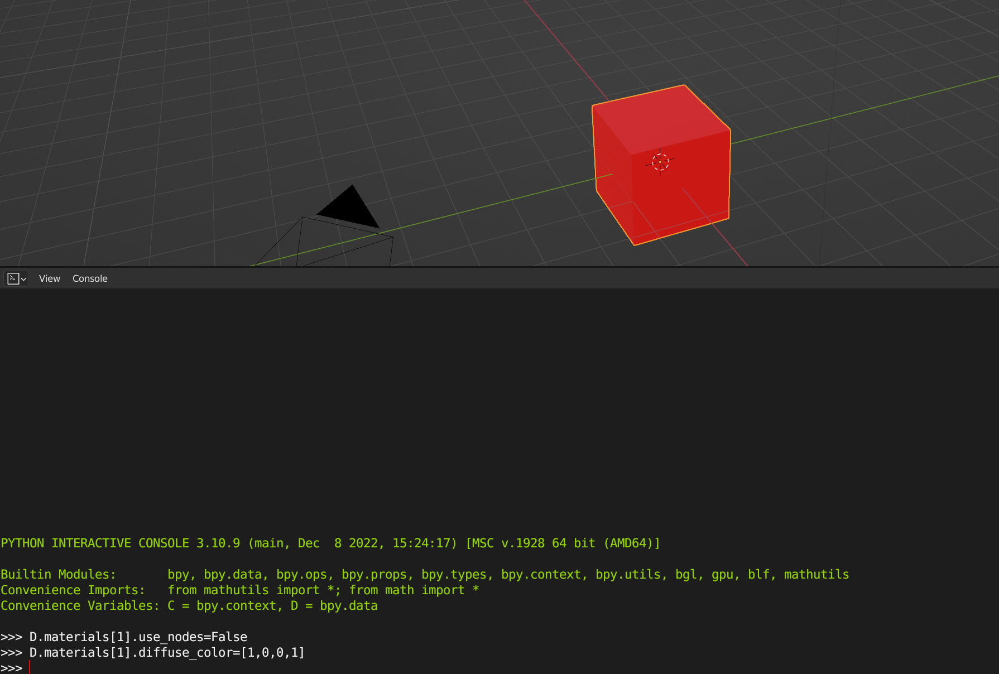 View Console
PYTHON INTERACTIVE CONSOLE 3.10.9 (main, Dec  8 2022, 15:24:17) [MSC v.1928 64 bit (AMD64)]
Builtin Modules:       bpy, bpy.data, bpy.ops, bpy.props, bpy.types, bpy.context, bpy.utils, bgl, gpu, blf, mathutils
Convenience Imports:   from mathutils import *; from math import *
Convenience Variables: C = bpy.context, D = bpy.data
>>> D.materials[1].use_nodes=False
>>> D.materials[1].diffuse_color=[1,0,0,1]
>>>